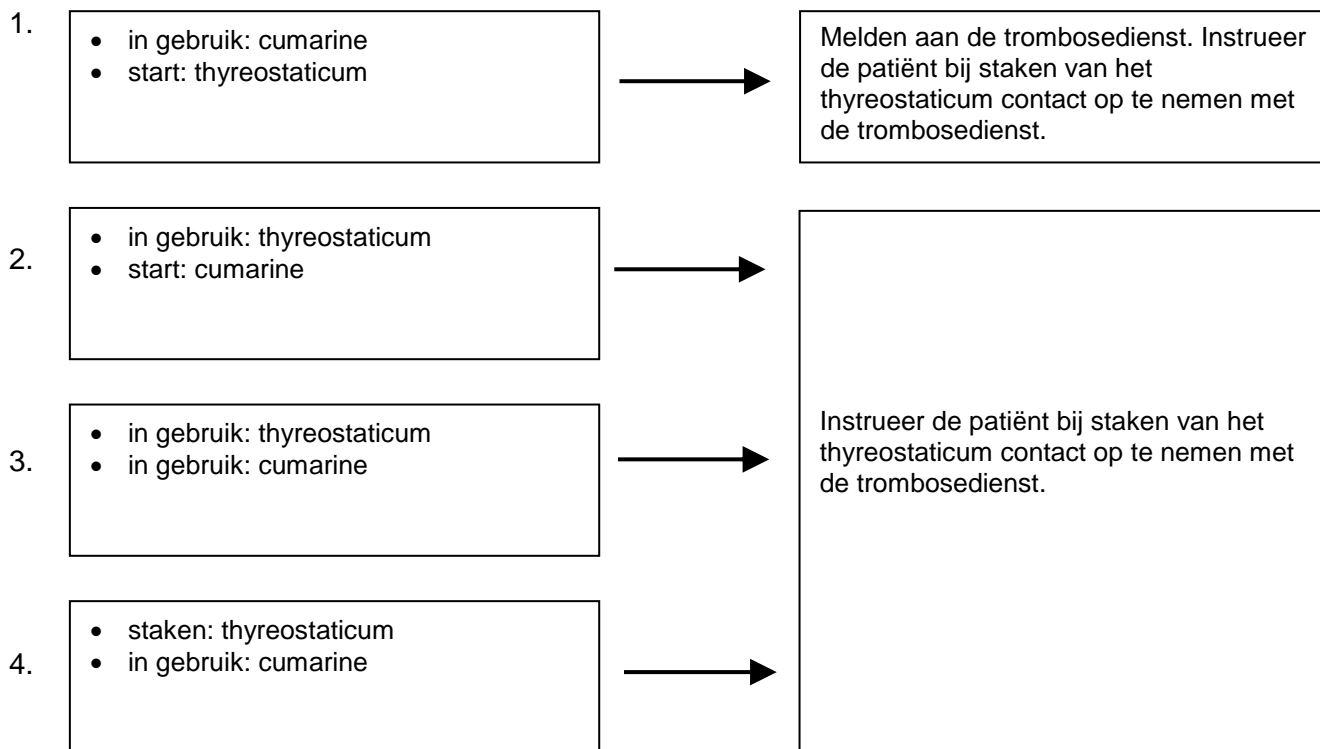 1.
• in gebruik: cumarine
• start: thyreostaticum
Melden aan de trombosedienst. Instrueer
de patiënt bij staken van het
thyreostaticum contact op te nemen met
de trombosedienst.
2.
• in gebruik: thyreostaticum
• start: cumarine
3.
• in gebruik: thyreostaticum
• in gebruik: cumarine
Instrueer de patiënt bij staken van het
thyreostaticum contact op te nemen met
de trombosedienst.
4.
• staken: thyreostaticum
• in gebruik: cumarine